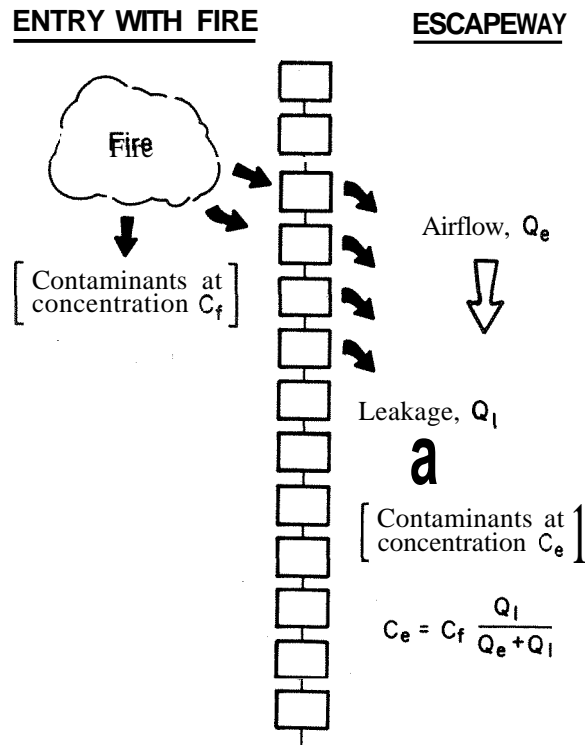 ENTRY WITH FIRE
ESCAPEWAY
Fire
Airflow, Qe
[ Contaminants at
concentration Cf ]
Leakage, Ql
a
[ Contaminants at
concentration Ce ]
Ce = Cf Ql / (Qe + Ql)